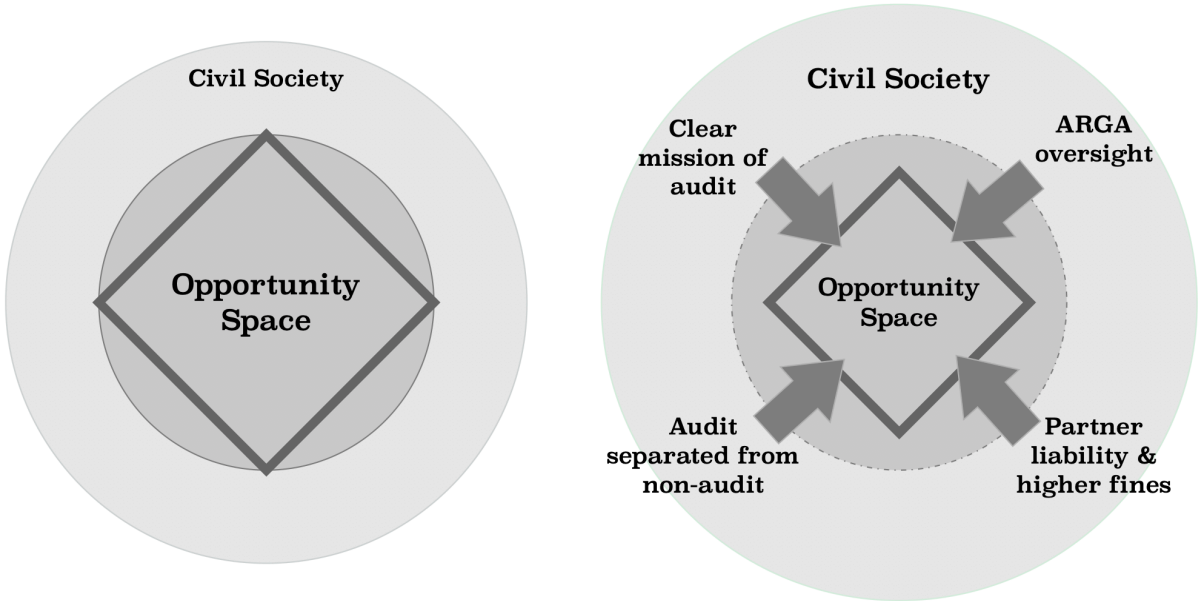 Civil Society
Opportunity
Space
Civil Society
Clear
mission of
audit
ARGA
oversight
Opportunity
Space
Audit
separated from
non-audit
Partner
liability &
higher fines